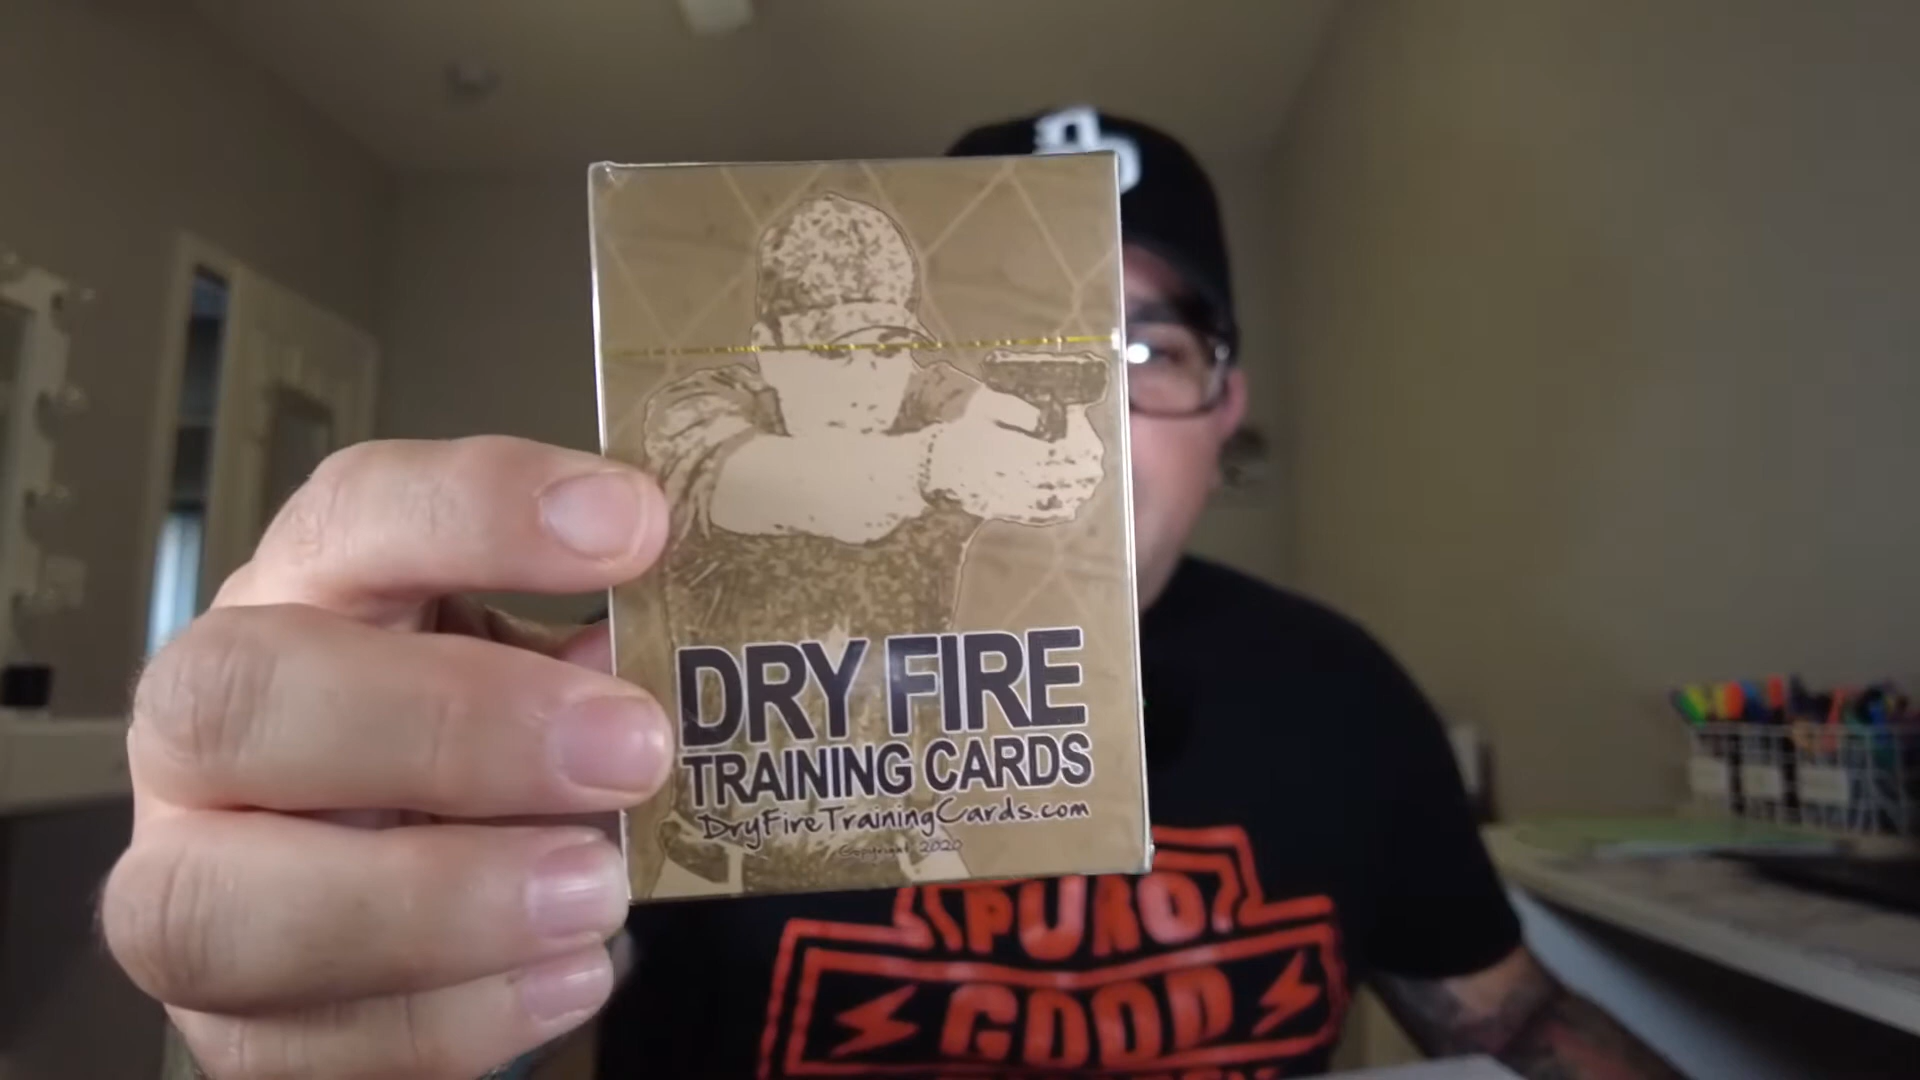 DRY FIRE
TRAINING CARDS
DryFireTrainingCards.com
Copyright 2020
PURO
GOOD